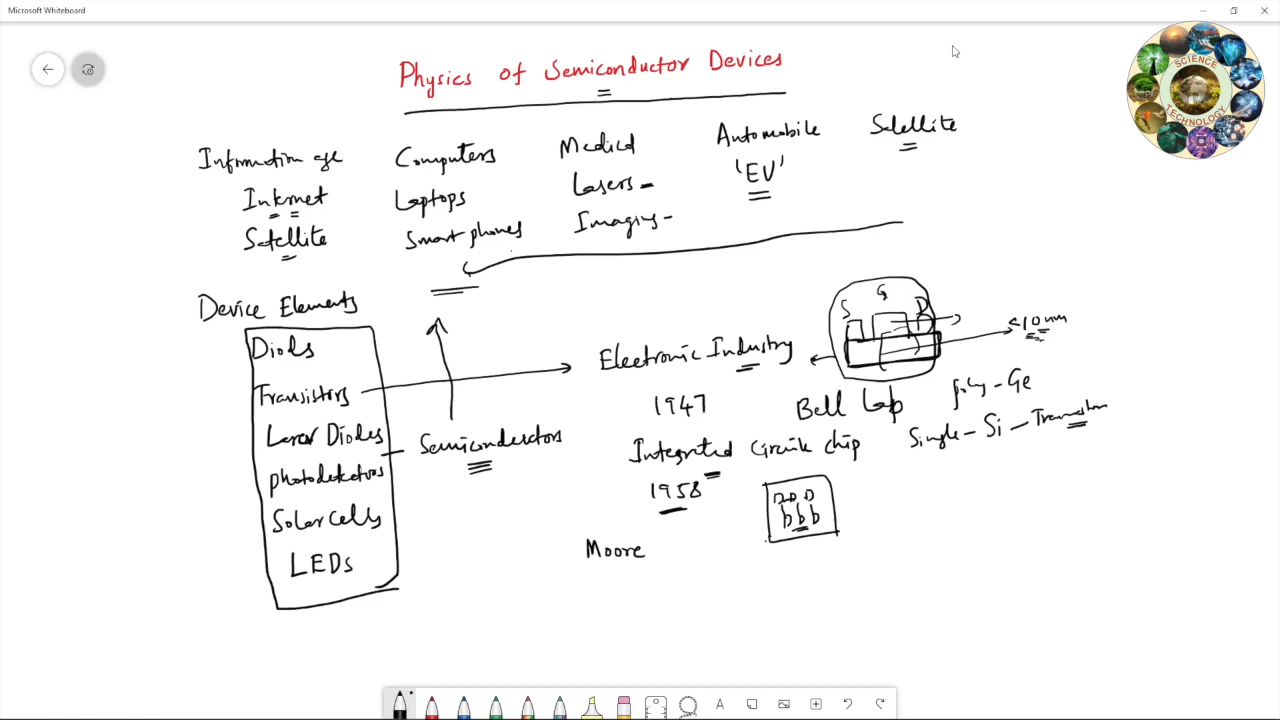 Microsoft Whiteboard
Physics of Semiconductor Devices
SCIENCE
TECHNOLOGY
Information age
Internet
Satellite
Computers
Laptops
Smart phones
Medical
Lasers
Imaging
Automobile
'EV'
Satellite
Device Elements
Diods
Transistors
Laser Diodes
photodetectors
Solar Cells
LEDs
Semiconductors
Electronic Industry
1947
Bell Lab
Integrated Circuit chip
1958
Moore
S G D
<10 nm
poly - Ge
Single - Si - Transistor
A